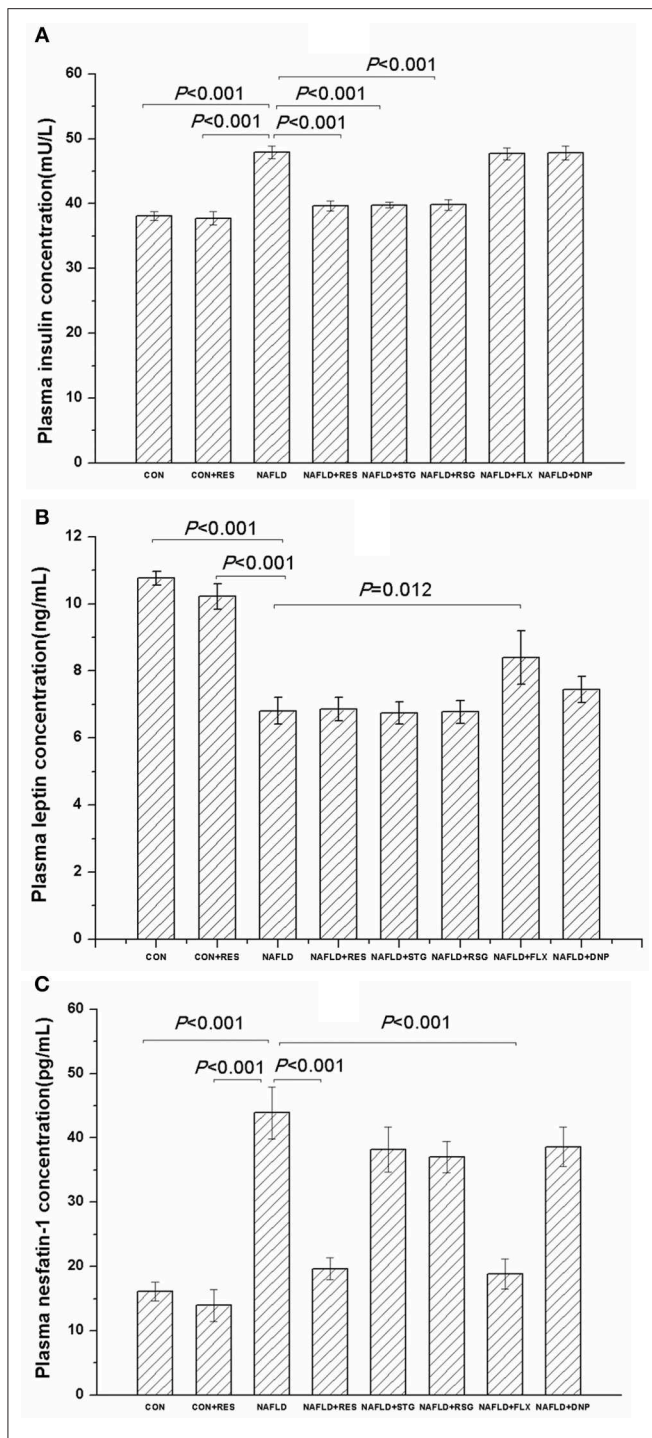 A
P<0.001
P<0.001
P<0.001
P<0.001 P<0.001
60
50
40
30
20
10
0
Plasma insulin concentration(mU/L)
CON CON+RES NAFLD NAFLD+RES NAFLD+STG NAFLD+RSG NAFLD+FLX NAFLD+DNP
B
P<0.001
P<0.001
P=0.012
12
10
8
6
4
2
0
Plasma leptin concentration(ng/mL)
CON CON+RES NAFLD NAFLD+RES NAFLD+STG NAFLD+RSG NAFLD+FLX NAFLD+DNP
C
P<0.001 P<0.001
P<0.001 P<0.001
60
50
40
30
20
10
0
Plasma nesfatin-1 concentration(pg/mL)
CON CON+RES NAFLD NAFLD+RES NAFLD+STG NAFLD+RSG NAFLD+FLX NAFLD+DNP